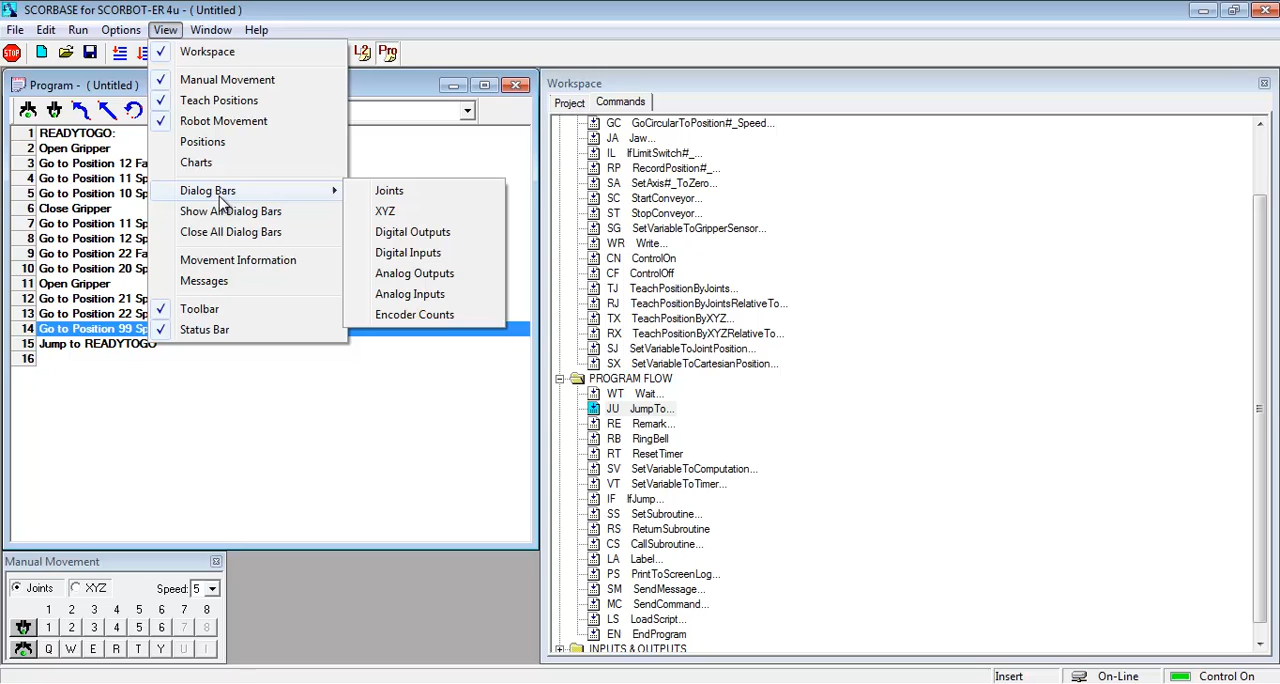 SCORBASE for SCORBOT-ER 4u
File Edit Run Options View Window Help
STOP
L2 Prg
Workspace
Manual Movement
Teach Positions
Robot Movement
Positions
Charts
Dialog Bars
Show All Dialog Bars
Close All Dialog Bars
Movement Information
Messages
Toolbar
Status Bar
Joints
XYZ
Digital Outputs
Digital Inputs
Analog Outputs
Analog Inputs
Encoder Counts
Program - ( Untitled )
1 READYTOGO:
2 Open Gripper
3 Go to Position 12 Fa
4 Go to Position 11 Sp
5 Go to Position 10 Sp
6 Close Gripper
7 Go to Position 11 Sp
8 Go to Position 12 Sp
9 Go to Position 22 Fa
10 Go to Position 20 Sp
11 Open Gripper
12 Go to Position 21 Sp
13 Go to Position 22 Sp
14 Go to Position 99 Sp
15 Jump to READYTOGO
16
Workspace
Project Commands
GC GoCircularToPosition#_Speed...
JA Jaw...
IL IfLimitSwitch#_...
RP RecordPosition#_...
SA SetAxis#_ToZero...
SC StartConveyor...
ST StopConveyor...
SG SetVariableToGripperSensor...
WR Write...
CN ControlOn
CF ControlOff
TJ TeachPositionByJoints...
RJ TeachPositionByJointsRelativeTo...
TX TeachPositionByXYZ...
RX TeachPositionByXYZRelativeTo...
SJ SetVariableToJointPosition...
SX SetVariableToCartesianPosition...
PROGRAM FLOW
WT Wait...
JU JumpTo...
RE Remark...
RB RingBell
RT ResetTimer
SV SetVariableToComputation...
VT SetVariableToTimer...
IF IfJump...
SS SetSubroutine...
RS ReturnSubroutine
CS CallSubroutine...
LA Label...
PS PrintToScreenLog...
SM SendMessage...
MC SendCommand...
LS LoadScript...
EN EndProgram
INPUTS & OUTPUTS
Manual Movement
Joints XYZ Speed: 5
1 2 3 4 5 6 7 8
1 2 3 4 5 6 7 8
Q W E R T Y U I
Insert On-Line Control On